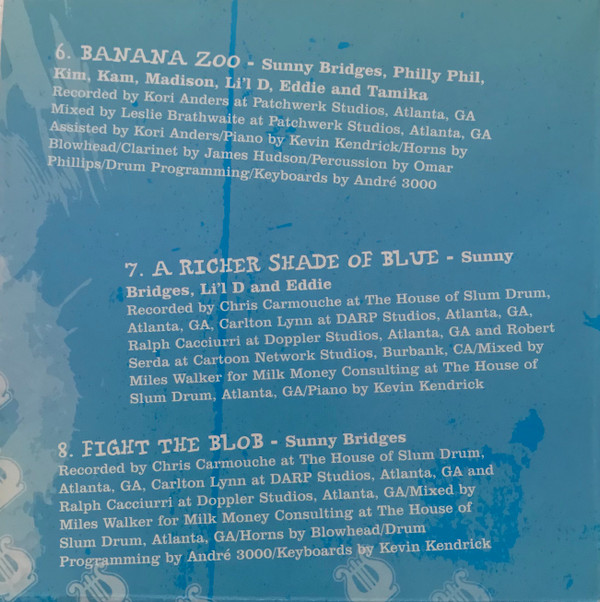 6. BANANA ZOO - Sunny Bridges, Philly Phil,
Kim, Kam, Madison, Li'l D, Eddie and Tamika
Recorded by Kori Anders at Patchwerk Studios, Atlanta, GA
Mixed by Leslie Brathwaite at Patchwerk Studios, Atlanta, GA
Assisted by Kori Anders/Piano by Kevin Kendrick/Horns by
Blowhead/Clarinet by James Hudson/Percussion by Omar
Phillips/Drum Programming/Keyboards by André 3000
7. A RICHER SHADE OF BLUE - Sunny
Bridges, Li'l D and Eddie
Recorded by Chris Carmouche at The House of Slum Drum,
Atlanta, GA, Carlton Lynn at DARP Studios, Atlanta, GA,
Ralph Cacciurri at Doppler Studios, Atlanta, GA and Robert
Serda at Cartoon Network Studios, Burbank, CA/Mixed by
Miles Walker for Milk Money Consulting at The House of
Slum Drum, Atlanta, GA/Piano by Kevin Kendrick
8. FIGHT THE BLOB - Sunny Bridges
Recorded by Chris Carmouche at The House of Slum Drum,
Atlanta, GA, Carlton Lynn at DARP Studios, Atlanta, GA and
Ralph Cacciurri at Doppler Studios, Atlanta, GA/Mixed by
Miles Walker for Milk Money Consulting at The House of
Slum Drum, Atlanta, GA/Horns by Blowhead/Drum
Programming by André 3000/Keyboards by Kevin Kendrick